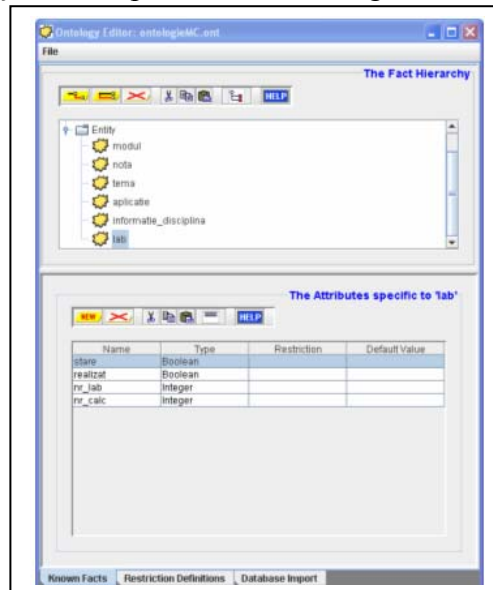 Ontology Editor: ontologieMC.ont
File
The Fact Hierarchy
HELP
Entity
modul
nota
tema
aplicatie
informatie_disciplina
lab
The Attributes specific to 'lab'
NEW
HELP
Name Type Restriction Default Value
stare Boolean
realizat Boolean
nr_lab Integer
nr_calc Integer
Known Facts Restriction Definitions Database Import